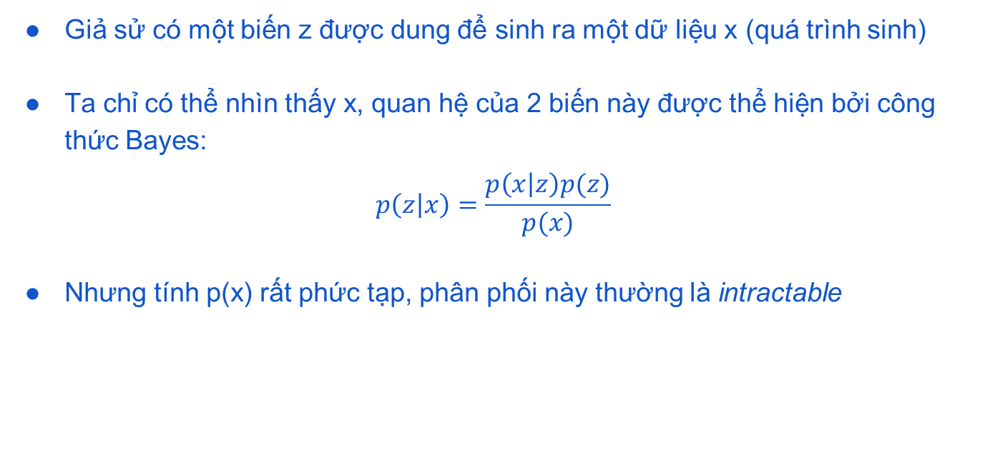 ● Giả sử có một biến z được dung để sinh ra một dữ liệu x (quá trình sinh)
● Ta chỉ có thể nhìn thấy x, quan hệ của 2 biến này được thể hiện bởi công
thức Bayes:
p(z|x) = p(x|z)p(z) / p(x)
● Nhưng tính p(x) rất phức tạp, phân phối này thường là intractable